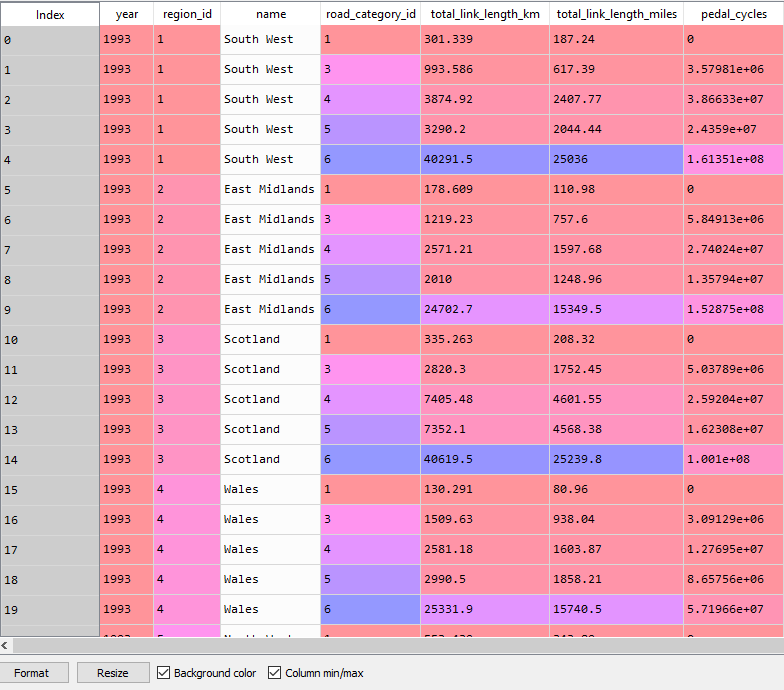 Index year region_id name road_category_id total_link_length_km total_link_length_miles pedal_cycles
0 1993 1 South West 1 301.339 187.24 0
1 1993 1 South West 3 993.586 617.39 3.57981e+06
2 1993 1 South West 4 3874.92 2407.77 3.86633e+07
3 1993 1 South West 5 3290.2 2044.44 2.4359e+07
4 1993 1 South West 6 40291.5 25036 1.61351e+08
5 1993 2 East Midlands 1 178.609 110.98 0
6 1993 2 East Midlands 3 1219.23 757.6 5.84913e+06
7 1993 2 East Midlands 4 2571.21 1597.68 2.74024e+07
8 1993 2 East Midlands 5 2010 1248.96 1.35794e+07
9 1993 2 East Midlands 6 24702.7 15349.5 1.52875e+08
10 1993 3 Scotland 1 335.263 208.32 0
11 1993 3 Scotland 3 2820.3 1752.45 5.03789e+06
12 1993 3 Scotland 4 7405.48 4601.55 2.59204e+07
13 1993 3 Scotland 5 7352.1 4568.38 1.62308e+07
14 1993 3 Scotland 6 40619.5 25239.8 1.001e+08
15 1993 4 Wales 1 130.291 80.96 0
16 1993 4 Wales 3 1509.63 938.04 3.09129e+06
17 1993 4 Wales 4 2581.18 1603.87 1.27695e+07
18 1993 4 Wales 5 2990.5 1858.21 8.65756e+06
19 1993 4 Wales 6 25331.9 15740.5 5.71966e+07
Format Resize Background color Column min/max